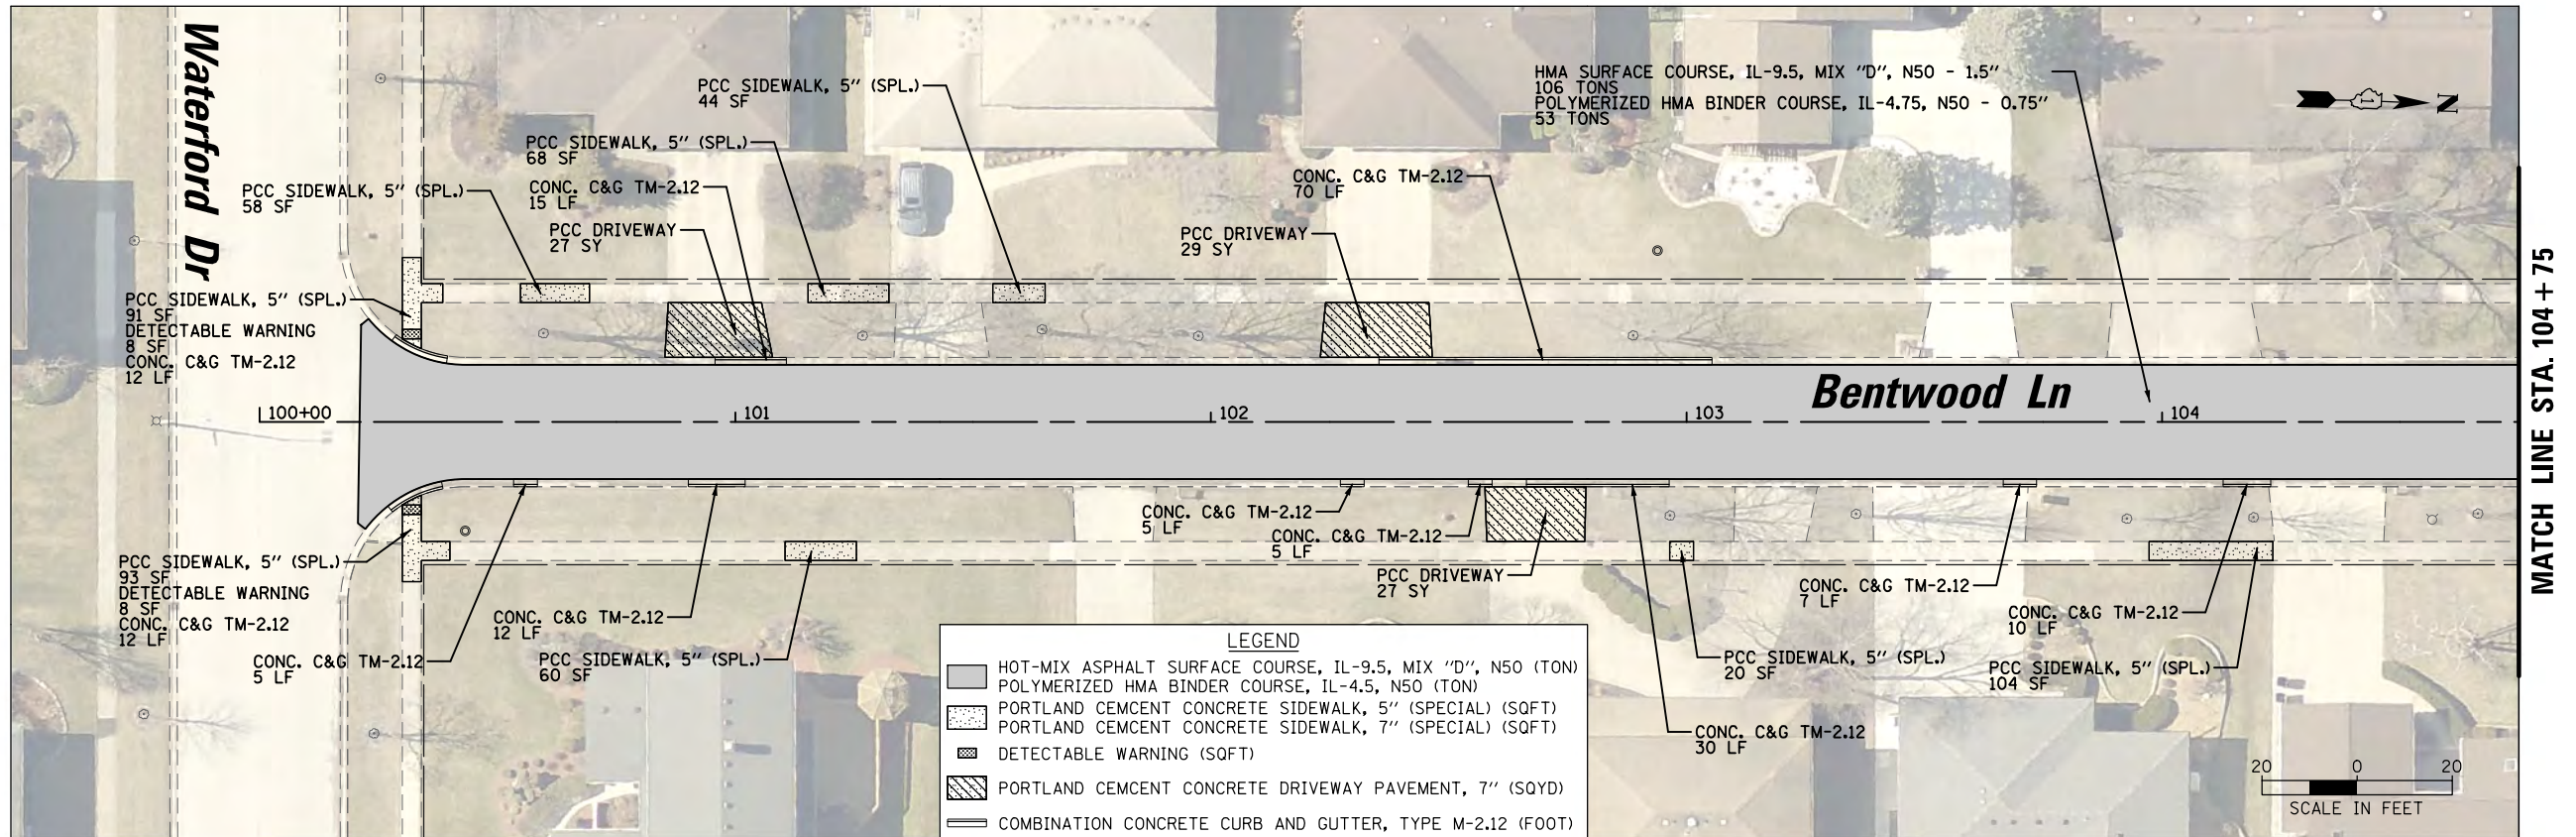 Waterford Dr
PCC SIDEWALK, 5" (SPL.)
44 SF
HMA SURFACE COURSE, IL-9.5, MIX "D", N50 - 1.5"
106 TONS
POLYMERIZED HMA BINDER COURSE, IL-4.75, N50 - 0.75"
53 TONS
N
PCC SIDEWALK, 5" (SPL.)
68 SF
PCC SIDEWALK, 5" (SPL.)
58 SF
CONC. C&G TM-2.12
15 LF
PCC DRIVEWAY
27 SY
CONC. C&G TM-2.12
70 LF
PCC DRIVEWAY
29 SY
PCC SIDEWALK, 5" (SPL.)
91 SF
DETECTABLE WARNING
8 SF
CONC. C&G TM-2.12
12 LF
Bentwood Ln
100+00
101
102
103
104
MATCH LINE STA. 104+75
PCC SIDEWALK, 5" (SPL.)
93 SF
DETECTABLE WARNING
8 SF
CONC. C&G TM-2.12
12 LF
CONC. C&G TM-2.12
5 LF
CONC. C&G TM-2.12
12 LF
PCC SIDEWALK, 5" (SPL.)
60 SF
CONC. C&G TM-2.12
5 LF
CONC. C&G TM-2.12
5 LF
PCC DRIVEWAY
27 SY
CONC. C&G TM-2.12
7 LF
CONC. C&G TM-2.12
10 LF
PCC SIDEWALK, 5" (SPL.)
20 SF
PCC SIDEWALK, 5" (SPL.)
104 SF
CONC. C&G TM-2.12
30 LF
LEGEND
HOT-MIX ASPHALT SURFACE COURSE, IL-9.5, MIX "D", N50 (TON)
POLYMERIZED HMA BINDER COURSE, IL-4.5, N50 (TON)
PORTLAND CEMCENT CONCRETE SIDEWALK, 5" (SPECIAL) (SQFT)
PORTLAND CEMCENT CONCRETE SIDEWALK, 7" (SPECIAL) (SQFT)
DETECTABLE WARNING (SQFT)
PORTLAND CEMCENT CONCRETE DRIVEWAY PAVEMENT, 7" (SQYD)
COMBINATION CONCRETE CURB AND GUTTER, TYPE M-2.12 (FOOT)
20 0 20
SCALE IN FEET